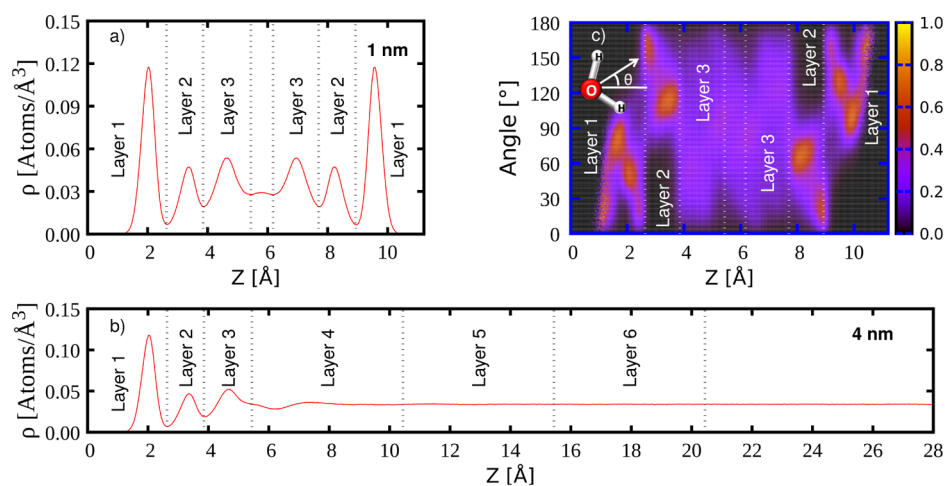 a)
1 nm
0.15
0.12
0.09
0.06
0.03
0.00
ρ [Atoms/Å³]
Layer 1
Layer 2
Layer 3
Layer 3
Layer 2
Layer 1
0 2 4 6 8 10
Z [Å]
c)
180
150
120
90
60
30
0
Angle [°]
H
O
H
θ
Layer 1
Layer 2
Layer 3
Layer 3
Layer 2
Layer 1
0 2 4 6 8 10
Z [Å]
1.0
0.8
0.6
0.4
0.2
0.0
b)
4 nm
0.15
0.10
0.05
0.00
ρ [Atoms/Å³]
Layer 1
Layer 2
Layer 3
Layer 4
Layer 5
Layer 6
0 2 4 6 8 10 12 14 16 18 20 22 24 26 28
Z [Å]